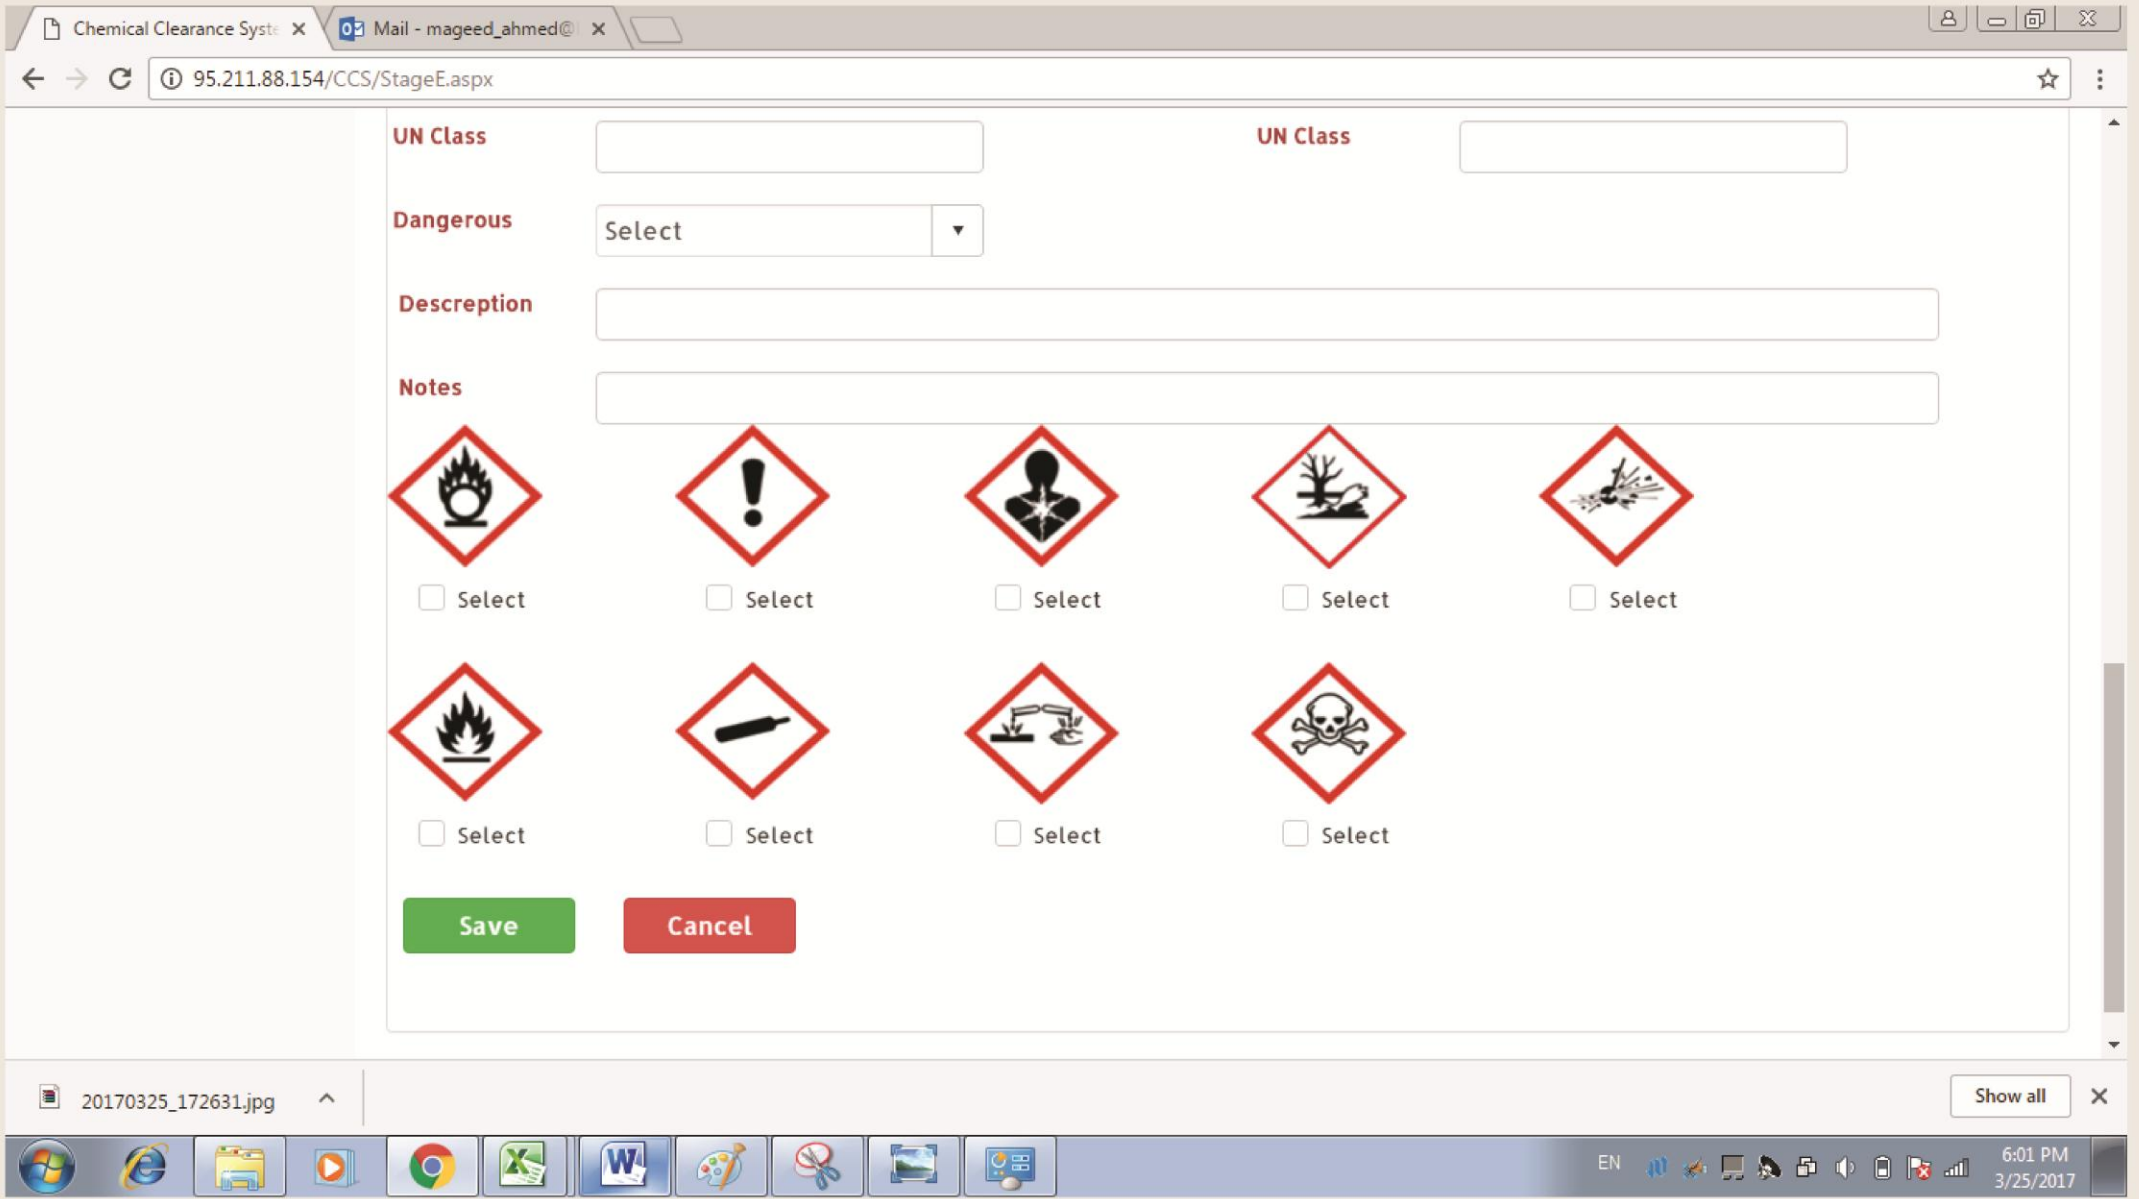 Chemical Clearance Syste
Mail - mageed_ahmed@
95.211.88.154/CCS/StageE.aspx
UN Class
UN Class
Dangerous
Select
Descreption
Notes
Select
Select
Select
Select
Select
Select
Select
Select
Select
Save
Cancel
20170325_172631.jpg
Show all
EN
6:01 PM
3/25/2017